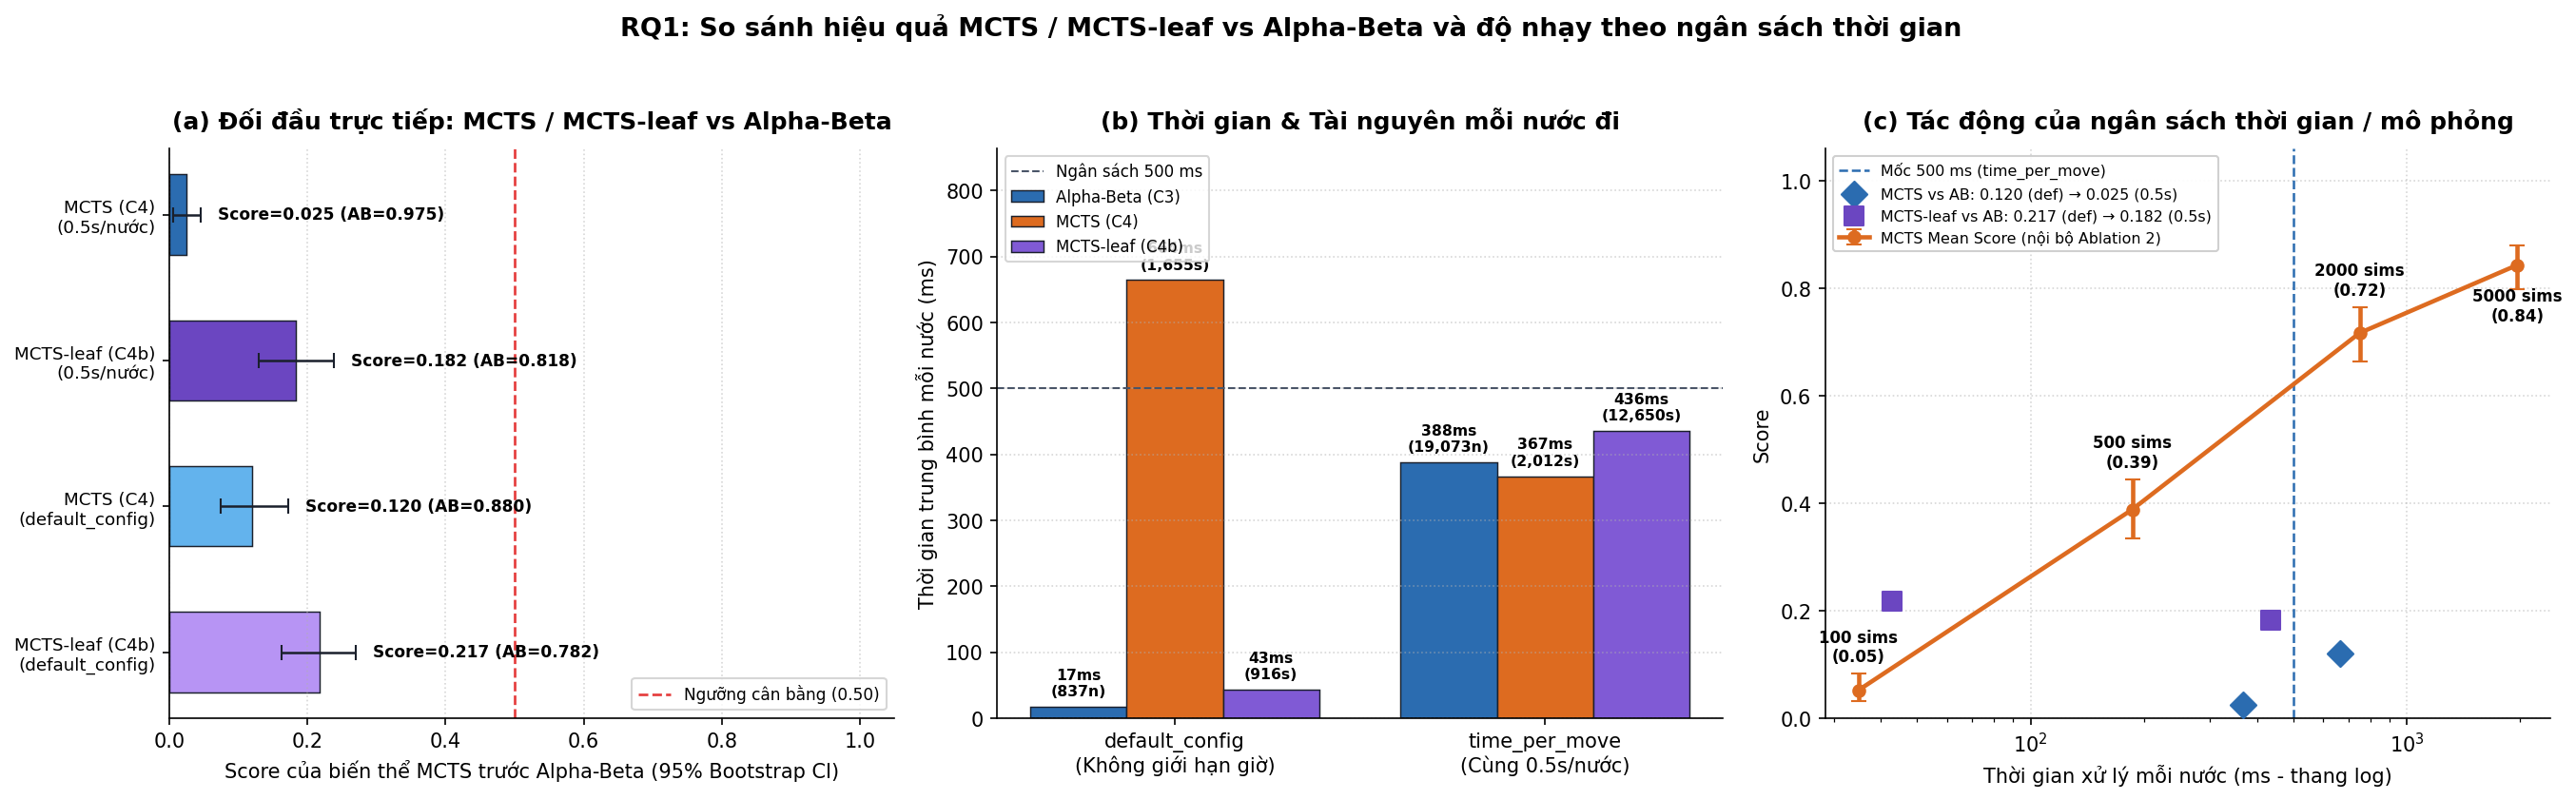 RQ1: So sánh hiệu quả MCTS / MCTS-leaf vs Alpha-Beta và độ nhạy theo ngân sách thời gian
(a) Đối đầu trực tiếp: MCTS / MCTS-leaf vs Alpha-Beta
MCTS (C4)
(0.5s/nước)
Score=0.025 (AB=0.975)
MCTS-leaf (C4b)
(0.5s/nước)
Score=0.182 (AB=0.818)
MCTS (C4)
(default_config)
Score=0.120 (AB=0.880)
MCTS-leaf (C4b)
(default_config)
Score=0.217 (AB=0.782)
Ngưỡng cân bằng (0.50)
0.0 0.2 0.4 0.6 0.8 1.0
Score của biến thể MCTS trước Alpha-Beta (95% Bootstrap CI)
(b) Thời gian & Tài nguyên mỗi nước đi
Thời gian trung bình mỗi nước (ms)
800
700
600
500
400
300
200
100
0
Ngân sách 500 ms
Alpha-Beta (C3)
MCTS (C4)
MCTS-leaf (C4b)
(1,655s)
17ms
(837n)
43ms
(916s)
388ms
(19,073n)
367ms
(2,012s)
436ms
(12,650s)
default_config
(Không giới hạn giờ)
time_per_move
(Cùng 0.5s/nước)
(c) Tác động của ngân sách thời gian / mô phỏng
Score
1.0
0.8
0.6
0.4
0.2
0.0
Mốc 500 ms (time_per_move)
MCTS vs AB: 0.120 (def) → 0.025 (0.5s)
MCTS-leaf vs AB: 0.217 (def) → 0.182 (0.5s)
MCTS Mean Score (nội bộ Ablation 2)
100 sims
(0.05)
500 sims
(0.39)
2000 sims
(0.72)
5000 sims
(0.84)
10² 10³
Thời gian xử lý mỗi nước (ms - thang log)